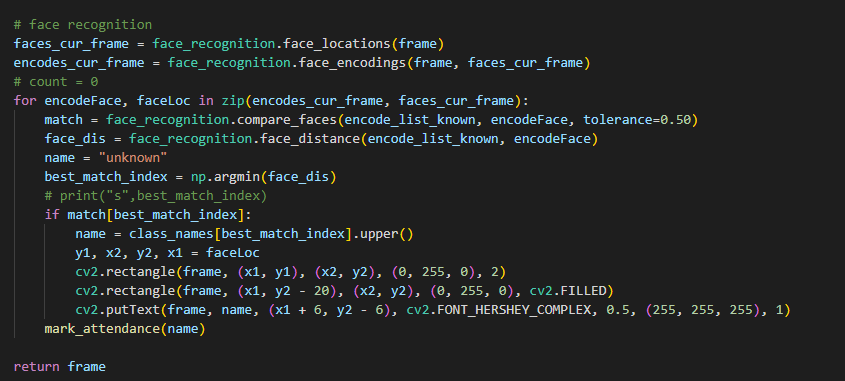 # face recognition
faces_cur_frame = face_recognition.face_locations(frame)
encodes_cur_frame = face_recognition.face_encodings(frame, faces_cur_frame)
# count = 0
for encodeFace, faceLoc in zip(encodes_cur_frame, faces_cur_frame):
    match = face_recognition.compare_faces(encode_list_known, encodeFace, tolerance=0.50)
    face_dis = face_recognition.face_distance(encode_list_known, encodeFace)
    name = "unknown"
    best_match_index = np.argmin(face_dis)
    # print("s",best_match_index)
    if match[best_match_index]:
        name = class_names[best_match_index].upper()
        y1, x2, y2, x1 = faceLoc
        cv2.rectangle(frame, (x1, y1), (x2, y2), (0, 255, 0), 2)
        cv2.rectangle(frame, (x1, y2 - 20), (x2, y2), (0, 255, 0), cv2.FILLED)
        cv2.putText(frame, name, (x1 + 6, y2 - 6), cv2.FONT_HERSHEY_COMPLEX, 0.5, (255, 255, 255), 1)
    mark_attendance(name)

return frame